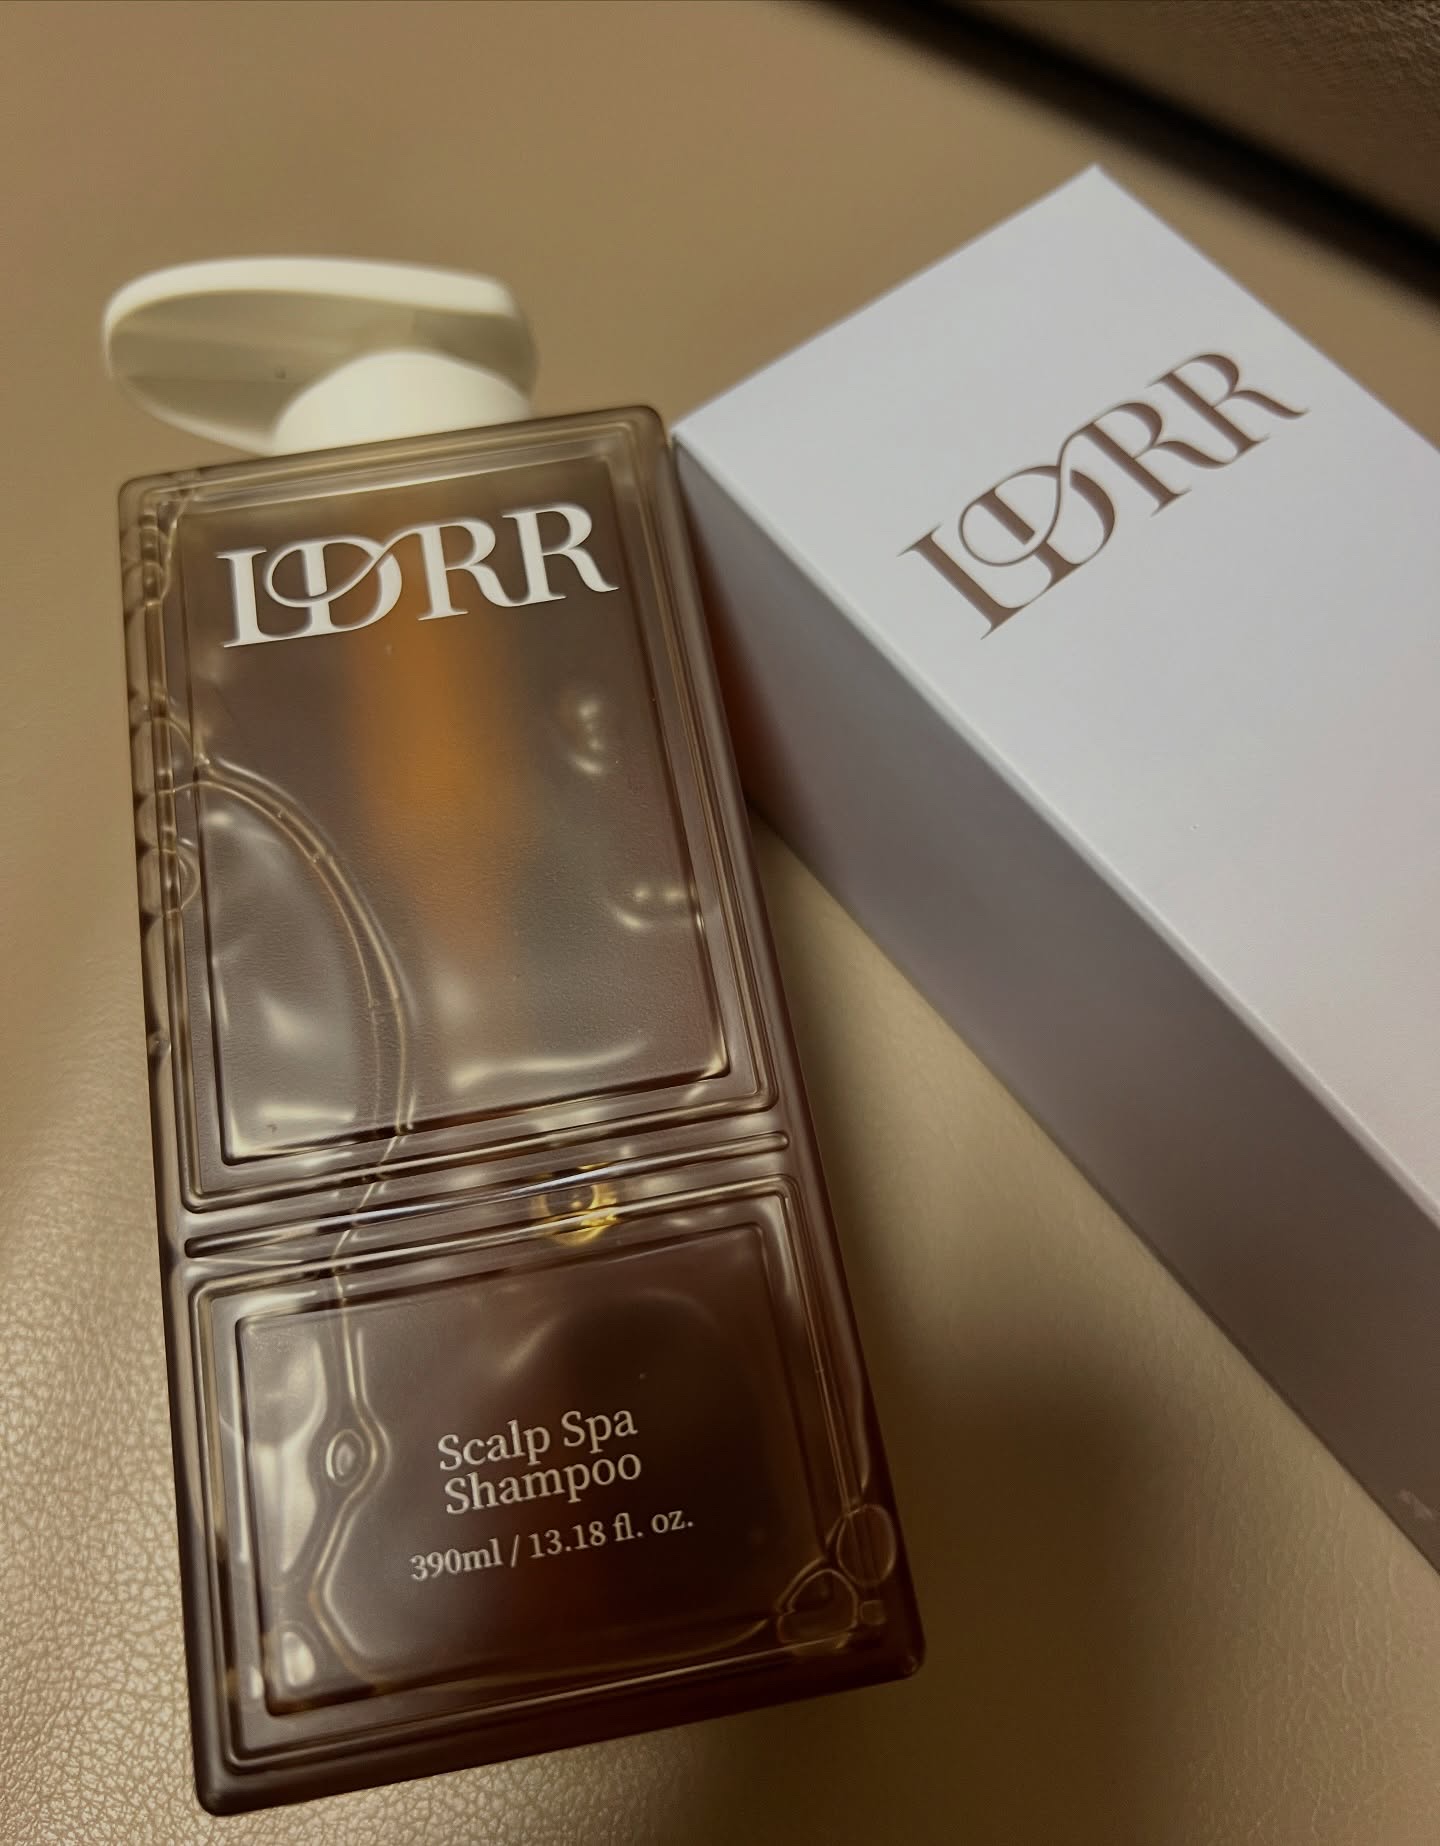 LDRR
Scalp Spa
Shampoo
390ml / 13.18 fl. oz.
LDRR